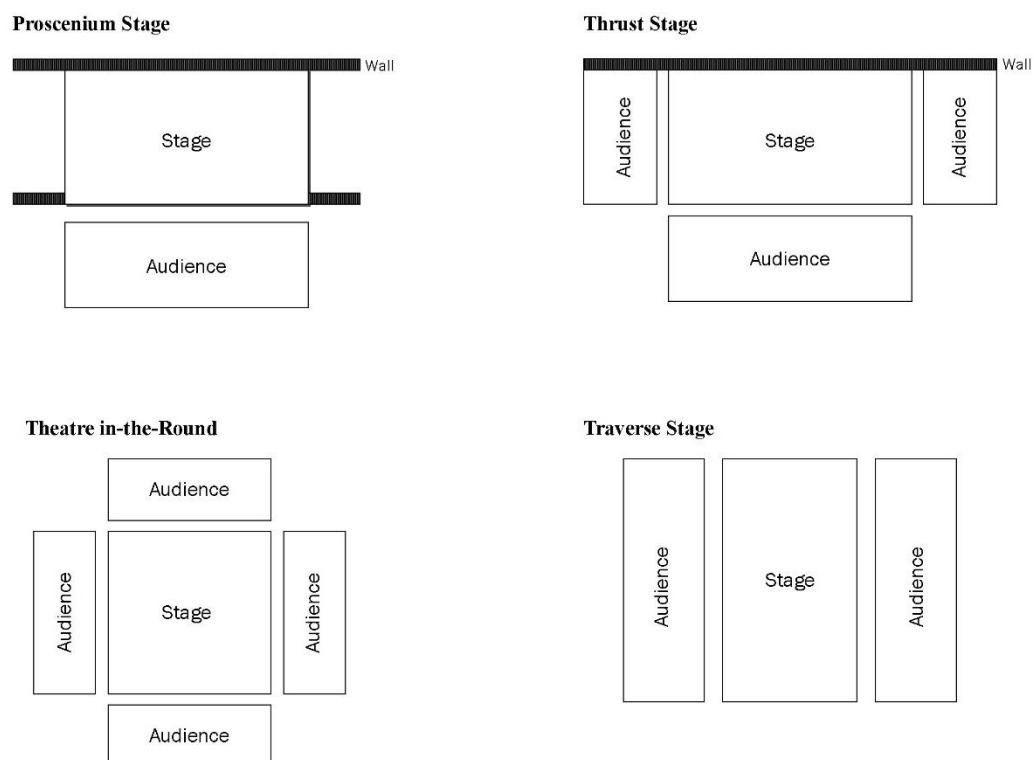 Proscenium Stage
Wall
Stage
Audience
Thrust Stage
Wall
Audience
Stage
Audience
Audience
Theatre in-the-Round
Audience
Audience
Stage
Audience
Audience
Traverse Stage
Audience
Stage
Audience